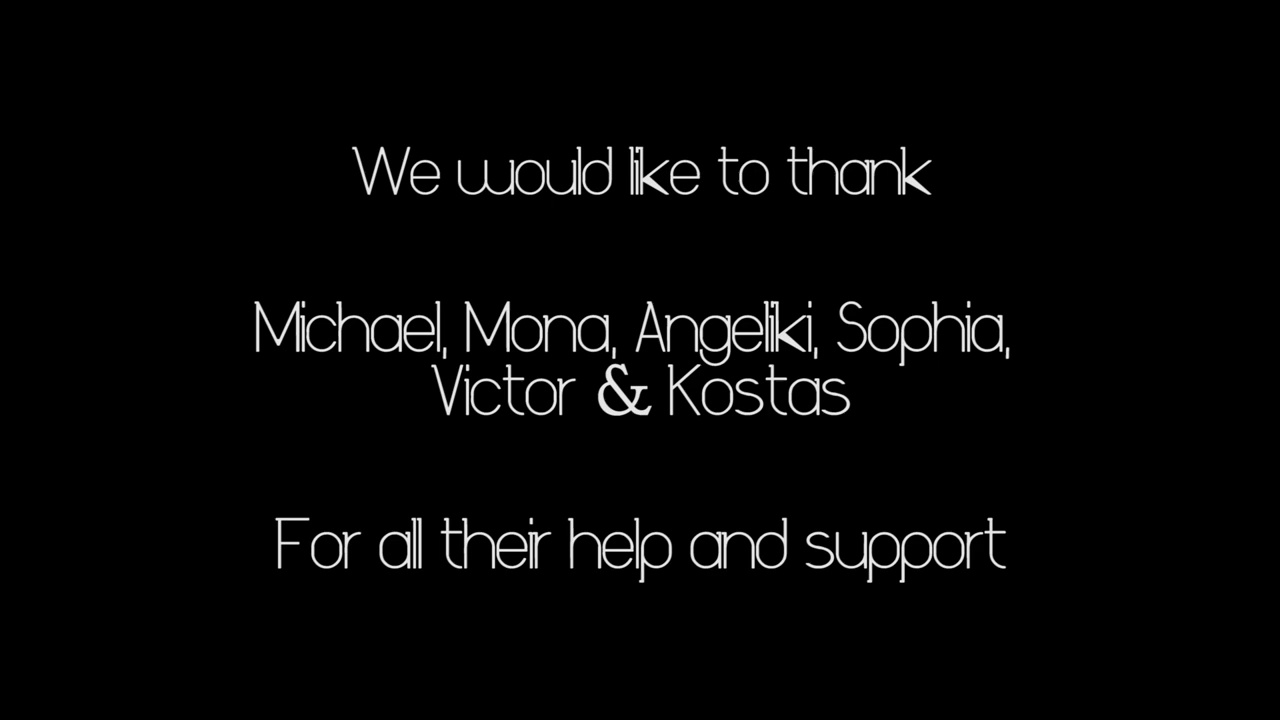 We would like to thank
Michael, Mona, Angeliki, Sophia,
Victor & Kostas
For all their help and support